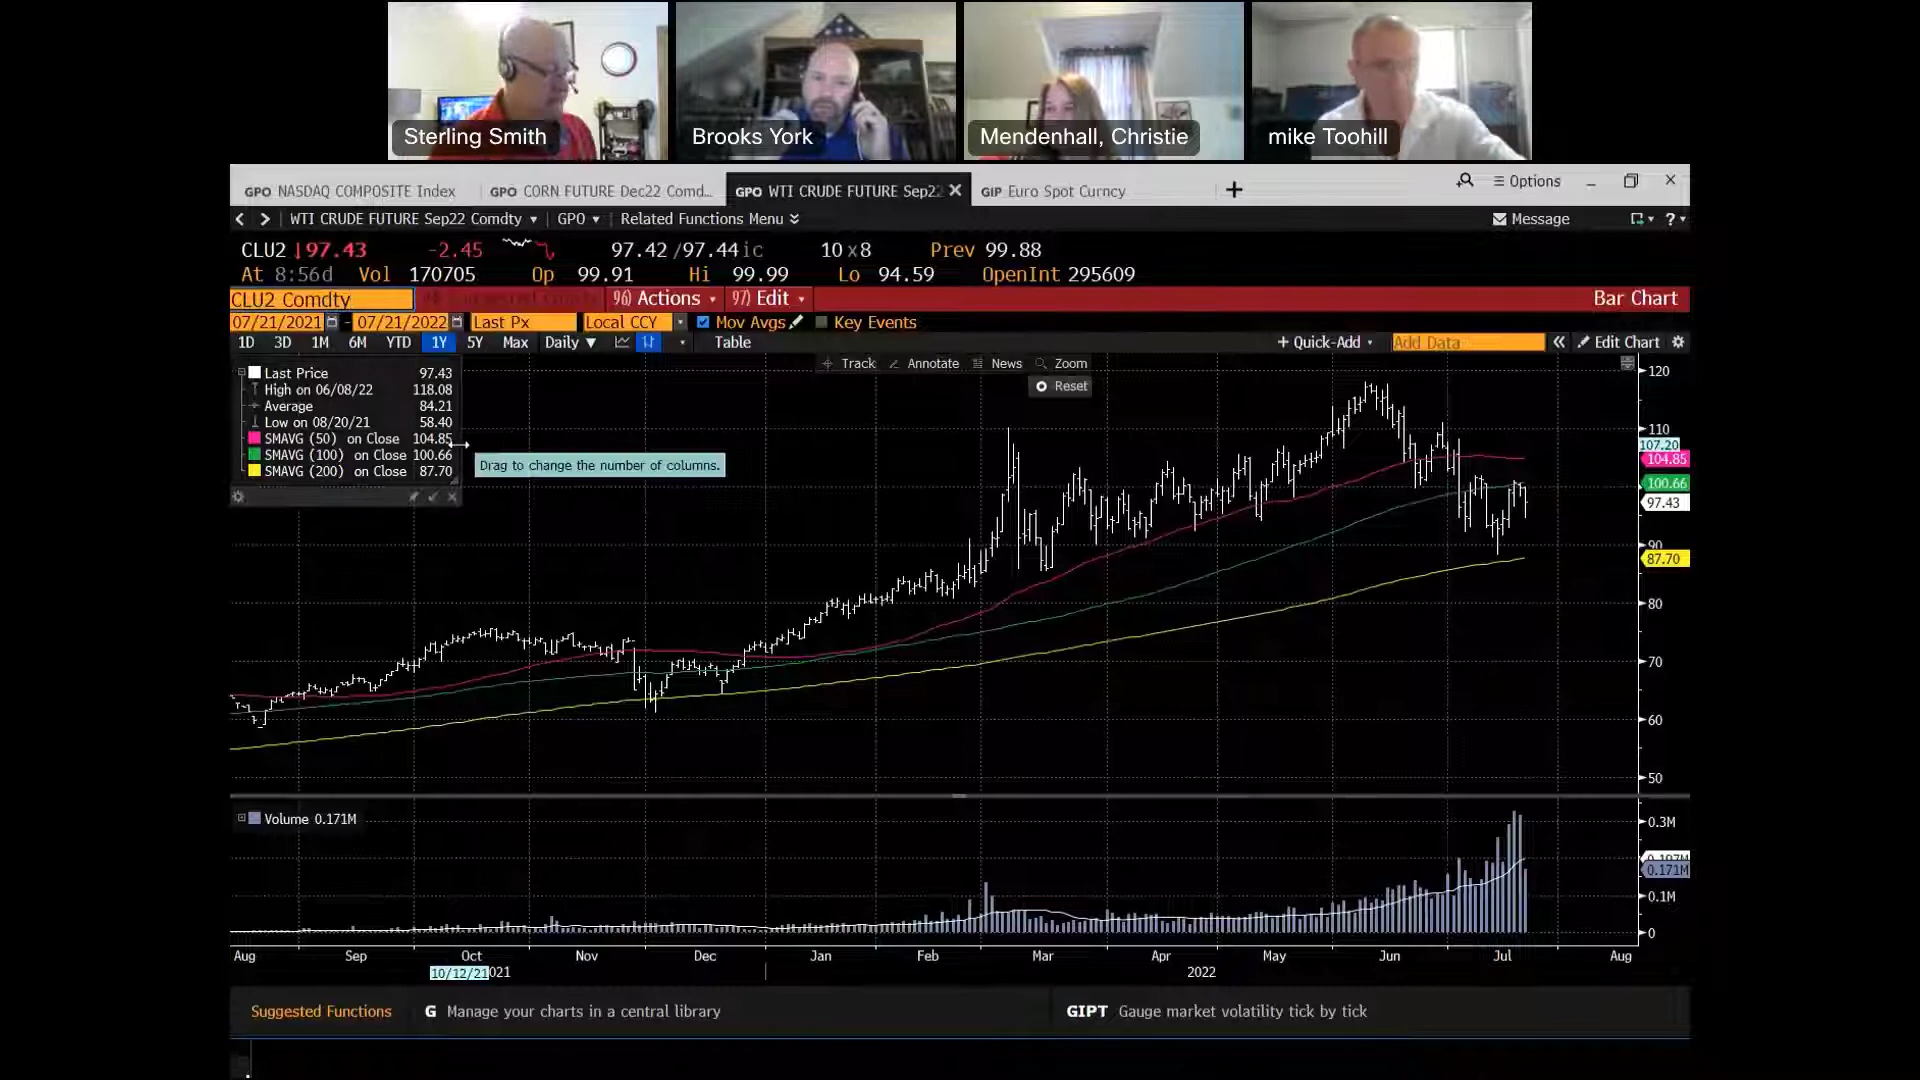 Sterling Smith
Brooks York
Mendenhall, Christie
mike Toohill
GPO NASDAQ COMPOSITE Index
GPO CORN FUTURE Dec22 Comd...
GPO WTI CRUDE FUTURE Sep22
GIP Euro Spot Curncy
Options
WTI CRUDE FUTURE Sep22 Comdty
GPO
Related Functions Menu
Message
?
CLU2 ↓97.43 -2.45 97.42/97.44ic 10x8 Prev 99.88
At 8:56d Vol 170705 Op 99.91 Hi 99.99 Lo 94.59 OpenInt 295609
CLU2 Comdty
96) Actions
97) Edit
Bar Chart
07/21/2021 - 07/21/2022 Last Px Local CCY Mov Avgs Key Events
1D 3D 1M 6M YTD 1Y 5Y Max Daily ▼ Table
+ Quick-Add
Add Data
Edit Chart
Track Annotate News Zoom
Reset
Last Price 97.43
High on 06/08/22 118.08
Average 84.21
Low on 08/20/21 58.40
SMAVG (50) on Close 104.85
SMAVG (100) on Close 100.66
SMAVG (200) on Close 87.70
Drag to change the number of columns.
120
110
107.20
104.85
100.66
97.43
90
87.70
80
70
60
50
Volume 0.171M
0.3M
0.171M
0.1M
0
Aug Sep Oct Nov Dec Jan Feb Mar Apr May Jun Jul Aug
10/12/21 021
2022
Suggested Functions
G Manage your charts in a central library
GIPT Gauge market volatility tick by tick